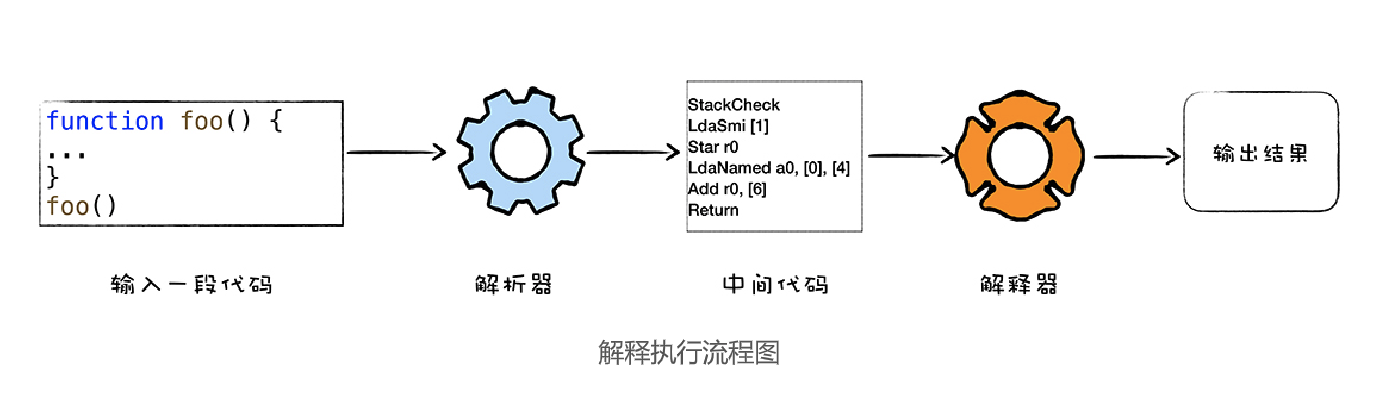 function foo() {
...
}
foo()
StackCheck
LdaSmi [1]
Star r0
LdaNamed a0, [0], [4]
Add r0, [6]
Return
输出结果
输入一段代码
解析器
中间代码
解释器
解释执行流程图